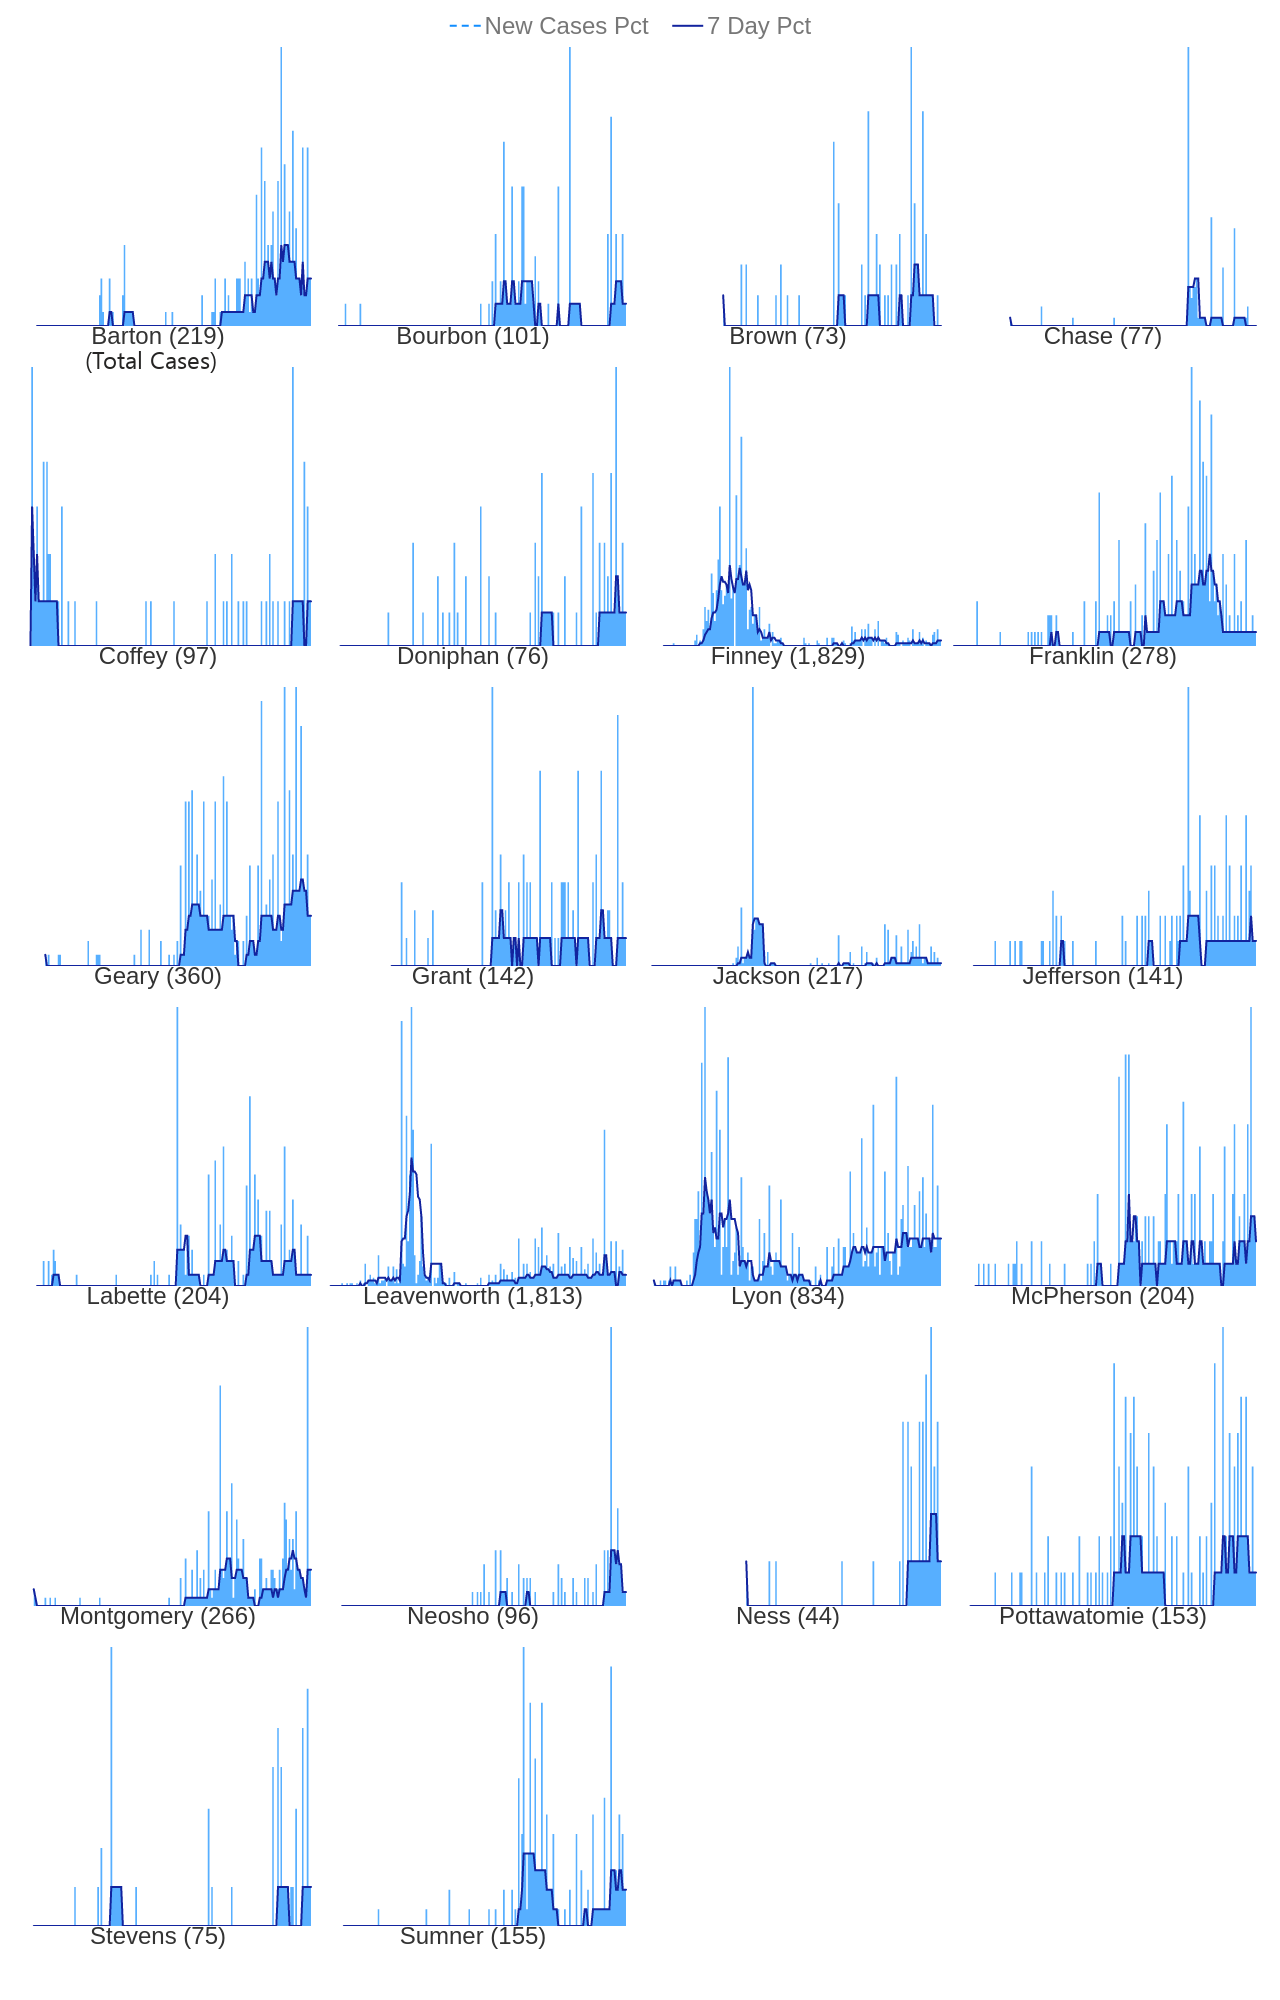 New Cases Pct 7 Day Pct
Barton (219) Bourbon (101) Brown (73) Chase (77)
(Total Cases)
Coffey (97) Doniphan (76) Finney (1,829) Franklin (278)
Geary (360) Grant (142) Jackson (217) Jefferson (141)
Labette (204) Leavenworth (1,813) Lyon (834) McPherson (204)
Montgomery (266) Neosho (96) Ness (44) Pottawatomie (153)
Stevens (75) Sumner (155)